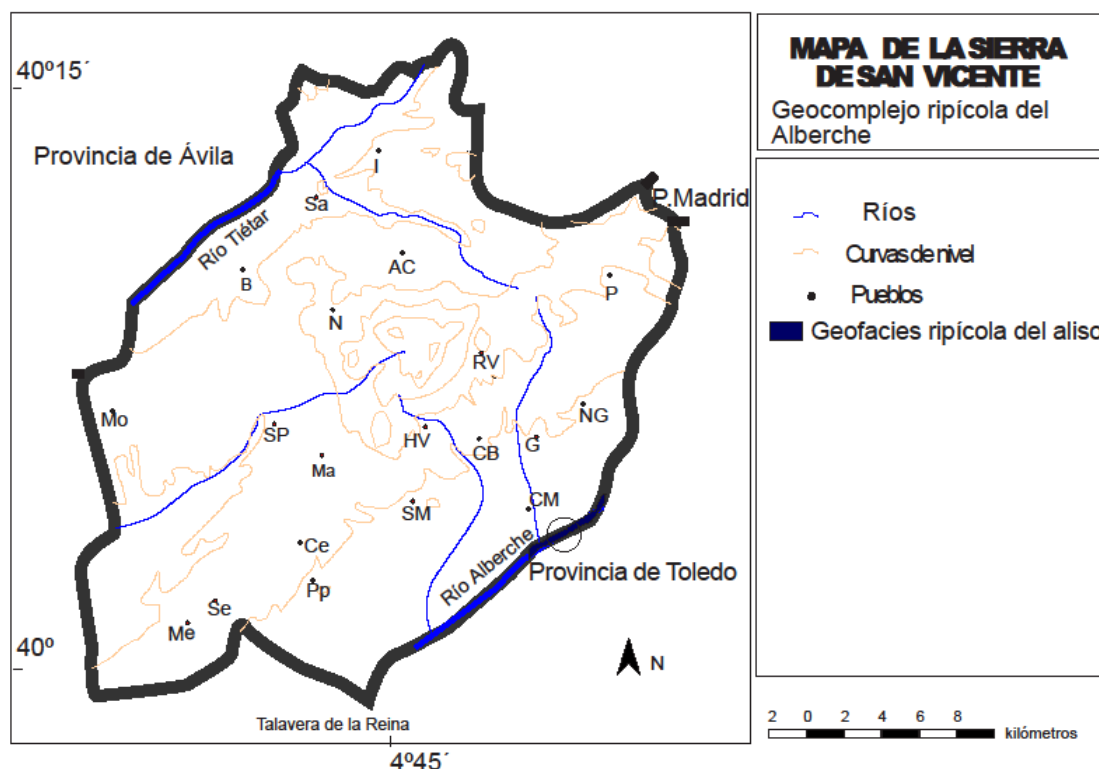 MAPA DE LA SIERRA
DE SAN VICENTE
Geocomplejo ripícola del
Alberche
40º15´
Provincia de Ávila
I
P.Madrid
Sa
Río Tiétar
B
AC
P
N
RV
Mo
SP
HV
CB
G
NG
Ma
SM
CM
Ce
Río Alberche
Provincia de Toledo
Pp
Se
Me
40º
N
Talavera de la Reina
4º45´
Ríos
Curvas de nivel
Pueblos
Geofacies ripícola del aliso
2 0 2 4 6 8
kilómetros